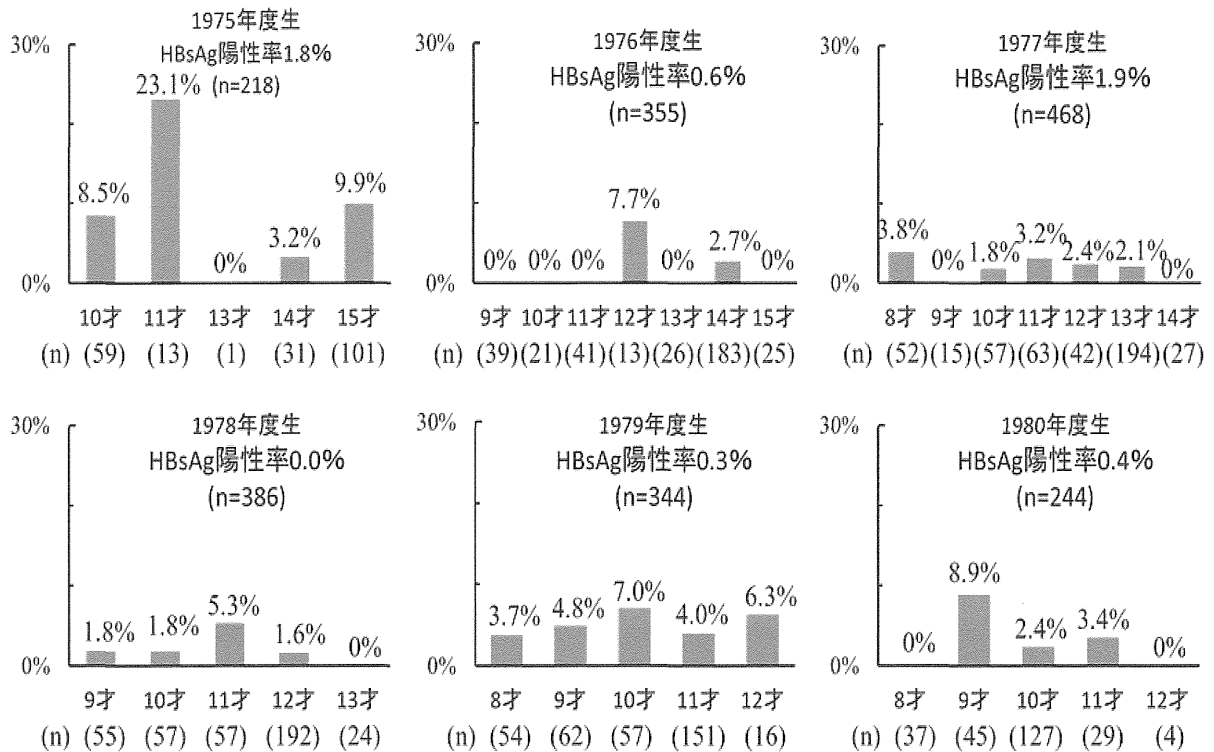 1975年度生
HBsAg陽性率1.8%
(n=218)
30%
23.1%
8.5%
0%
3.2%
9.9%
0%
10才 11才 13才 14才 15才
(n) (59) (13) (1) (31) (101)
1976年度生
HBsAg陽性率0.6%
(n=355)
30%
0% 0% 0% 7.7% 0% 2.7% 0%
0%
9才 10才 11才 12才 13才 14才 15才
(n) (39) (21) (41) (13) (26) (183) (25)
1977年度生
HBsAg陽性率1.9%
(n=468)
30%
3.8% 0% 1.8% 3.2% 2.4% 2.1% 0%
0%
8才 9才 10才 11才 12才 13才 14才
(n) (52) (15) (57) (63) (42) (194) (27)
1978年度生
HBsAg陽性率0.0%
(n=386)
30%
1.8% 1.8% 5.3% 1.6% 0%
0%
9才 10才 11才 12才 13才
(n) (55) (57) (57) (192) (24)
1979年度生
HBsAg陽性率0.3%
(n=344)
30%
3.7% 4.8% 7.0% 4.0% 6.3%
0%
8才 9才 10才 11才 12才
(n) (54) (62) (57) (151) (16)
1980年度生
HBsAg陽性率0.4%
(n=244)
30%
0% 8.9% 2.4% 3.4% 0%
0%
8才 9才 10才 11才 12才
(n) (37) (45) (127) (29) (4)